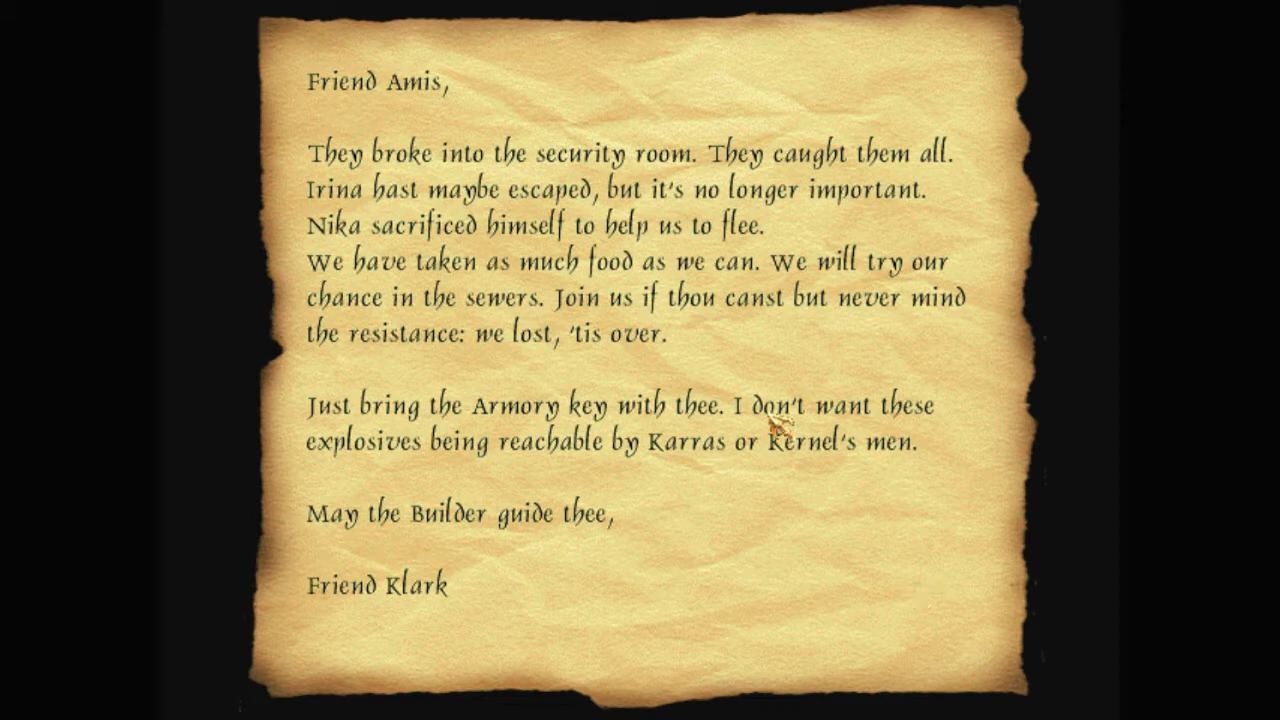 Friend Amis,
They broke into the security room. They caught them all.
Irina hast maybe escaped, but it's no longer important.
Nika sacrificed himself to help us to flee.
We have taken as much food as we can. We will try our
chance in the sewers. Join us if thou canst but never mind
the resistance: we lost, 'tis over.
Just bring the Armory key with thee. I don't want these
explosives being reachable by Karras or Kernel's men.
May the Builder guide thee,
Friend Klark